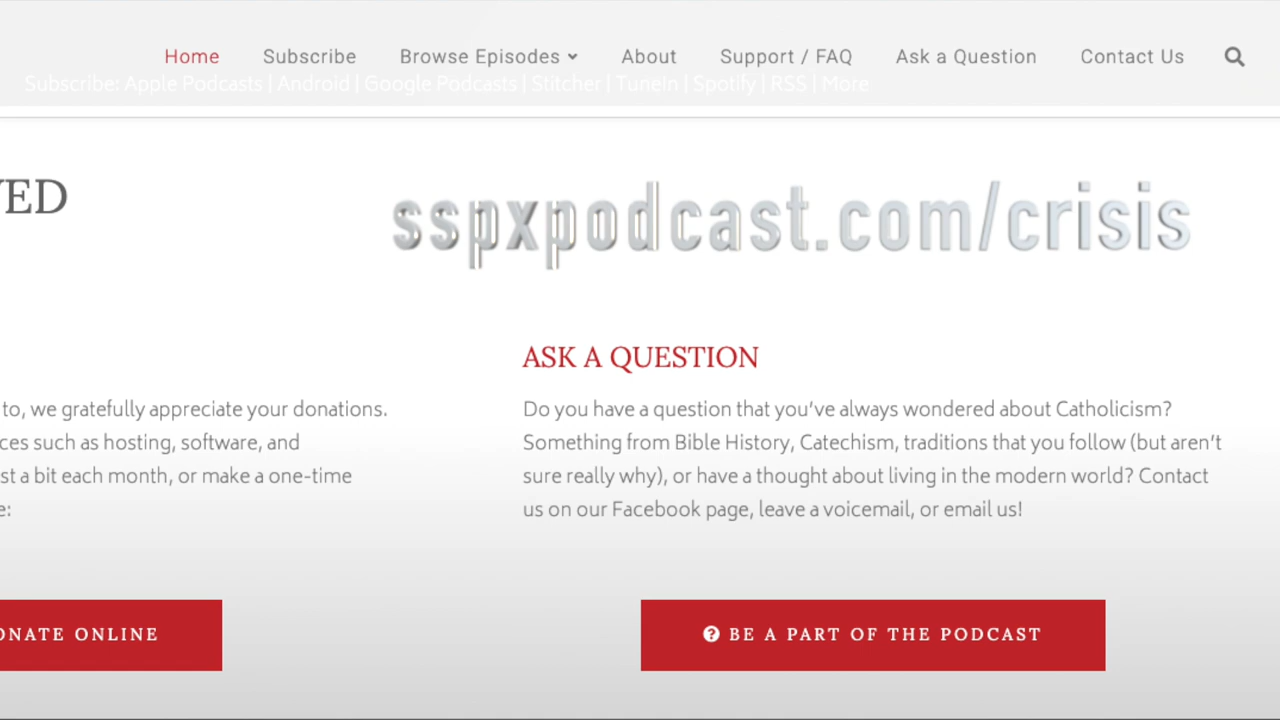 Home Subscribe Browse Episodes About Support / FAQ Ask a Question Contact Us
Subscribe: Apple Podcasts | Android | Google Podcasts | Stitcher | TuneIn | Spotify | RSS | More
ED
sspxpodcast.com/crisis
to, we gratefully appreciate your donations.
ces such as hosting, software, and
st a bit each month, or make a one-time
e:
ONATE ONLINE
ASK A QUESTION
Do you have a question that you’ve always wondered about Catholicism?
Something from Bible History, Catechism, traditions that you follow (but aren’t
sure really why), or have a thought about living in the modern world? Contact
us on our Facebook page, leave a voicemail, or email us!
BE A PART OF THE PODCAST